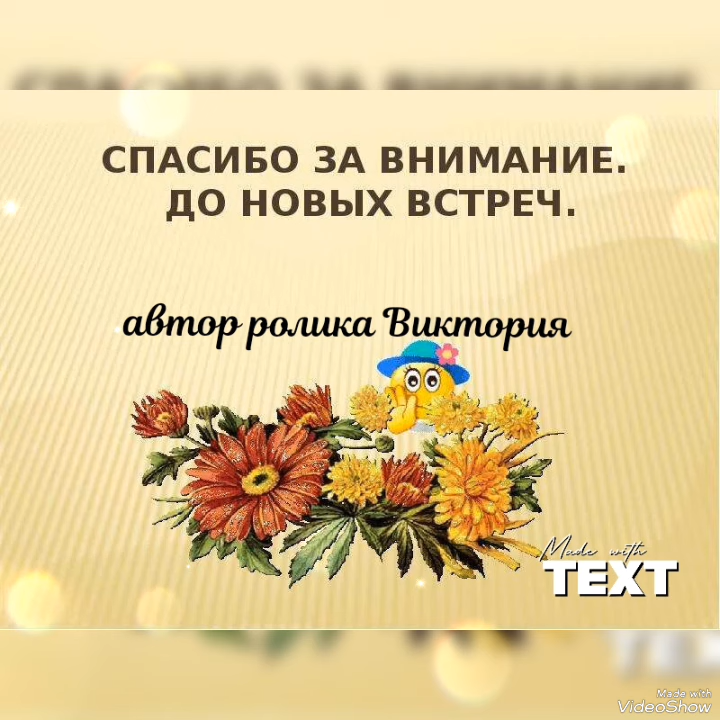 СПАСИБО ЗА ВНИМАНИЕ.
ДО НОВЫХ ВСТРЕЧ.
автор ролика Виктория
Made with
TEXT
Made with
VideoShow